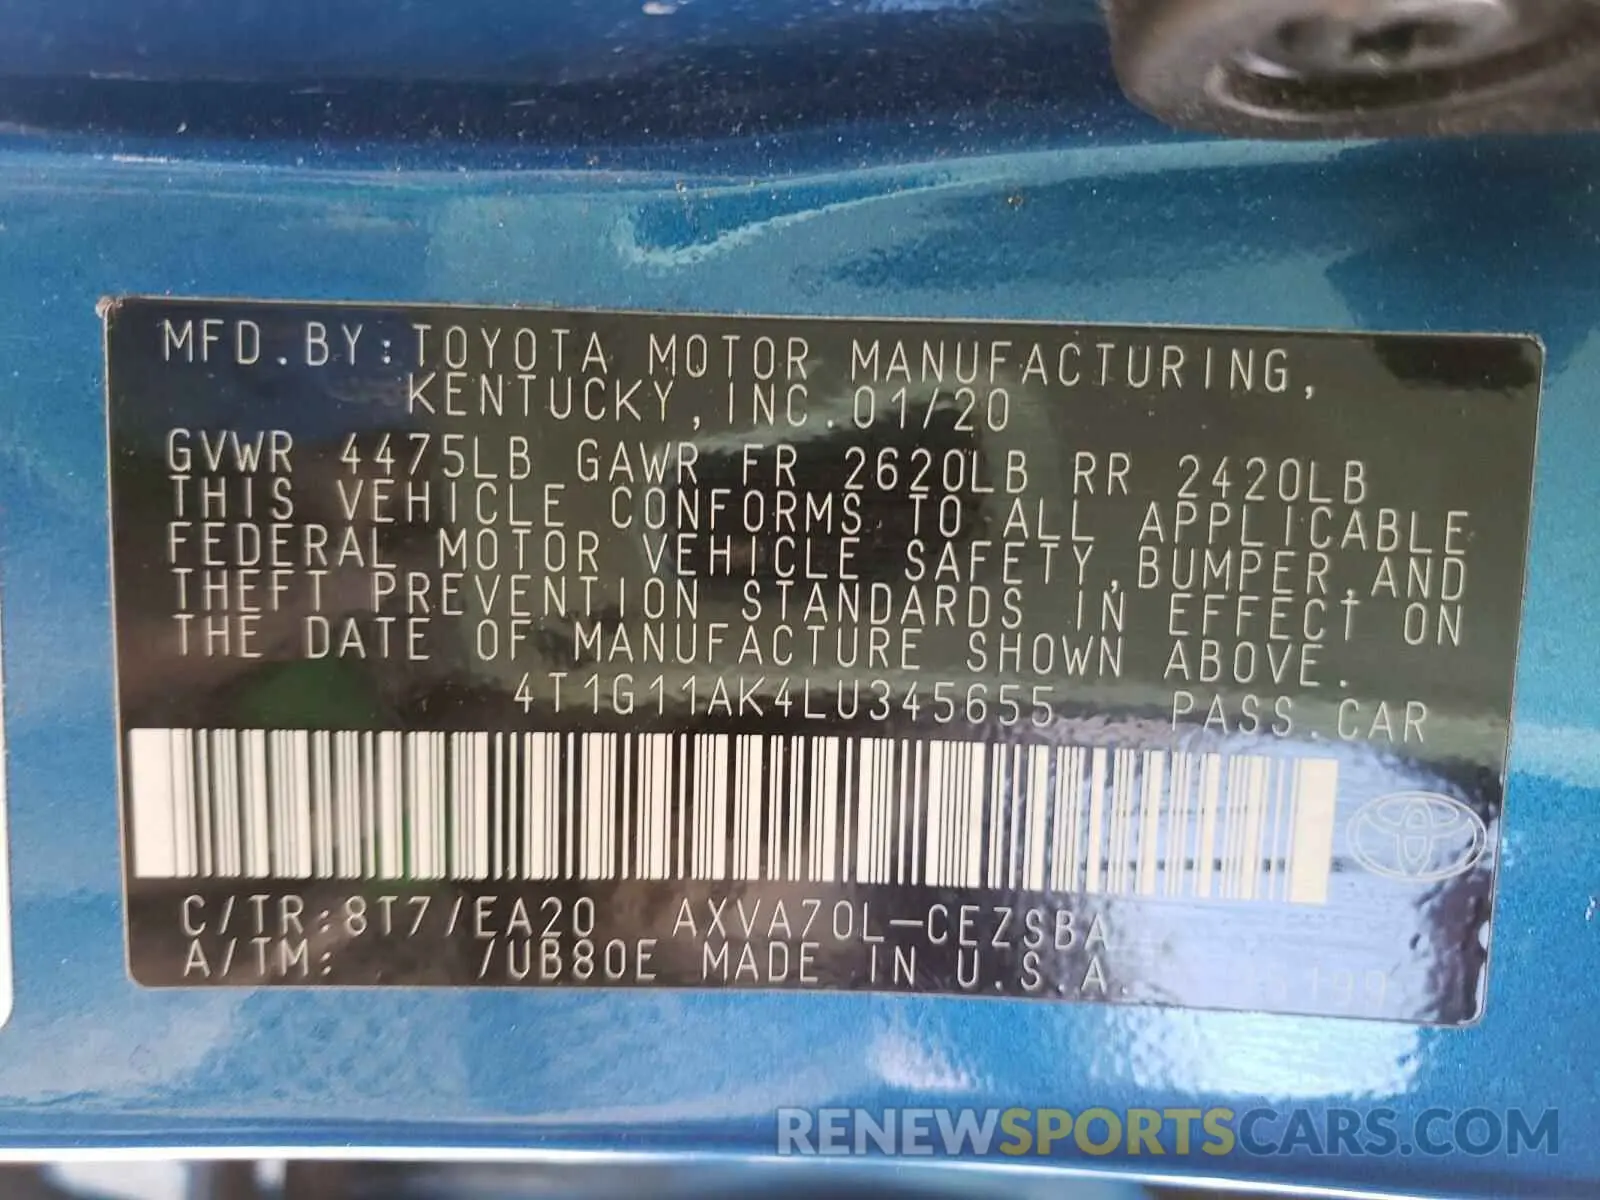 MFD.BY:TOYOTA MOTOR MANUFACTURING,
KENTUCKY,INC.01/20
GVWR 4475LB GAWR FR 2620LB RR 2420LB
THIS VEHICLE CONFORMS TO ALL APPLICABLE
FEDERAL MOTOR VEHICLE SAFETY,BUMPER,AND
THEFT PREVENTION STANDARDS IN EFFECT ON
THE DATE OF MANUFACTURE SHOWN ABOVE.
4T1G11AK4LU345655 PASS.CAR
C/TR:8T7/EA20 AXVA70L-CEZSBA
A/TM: /UB80E MADE IN U.S.A.
RENEWSPORTSCARS.COM